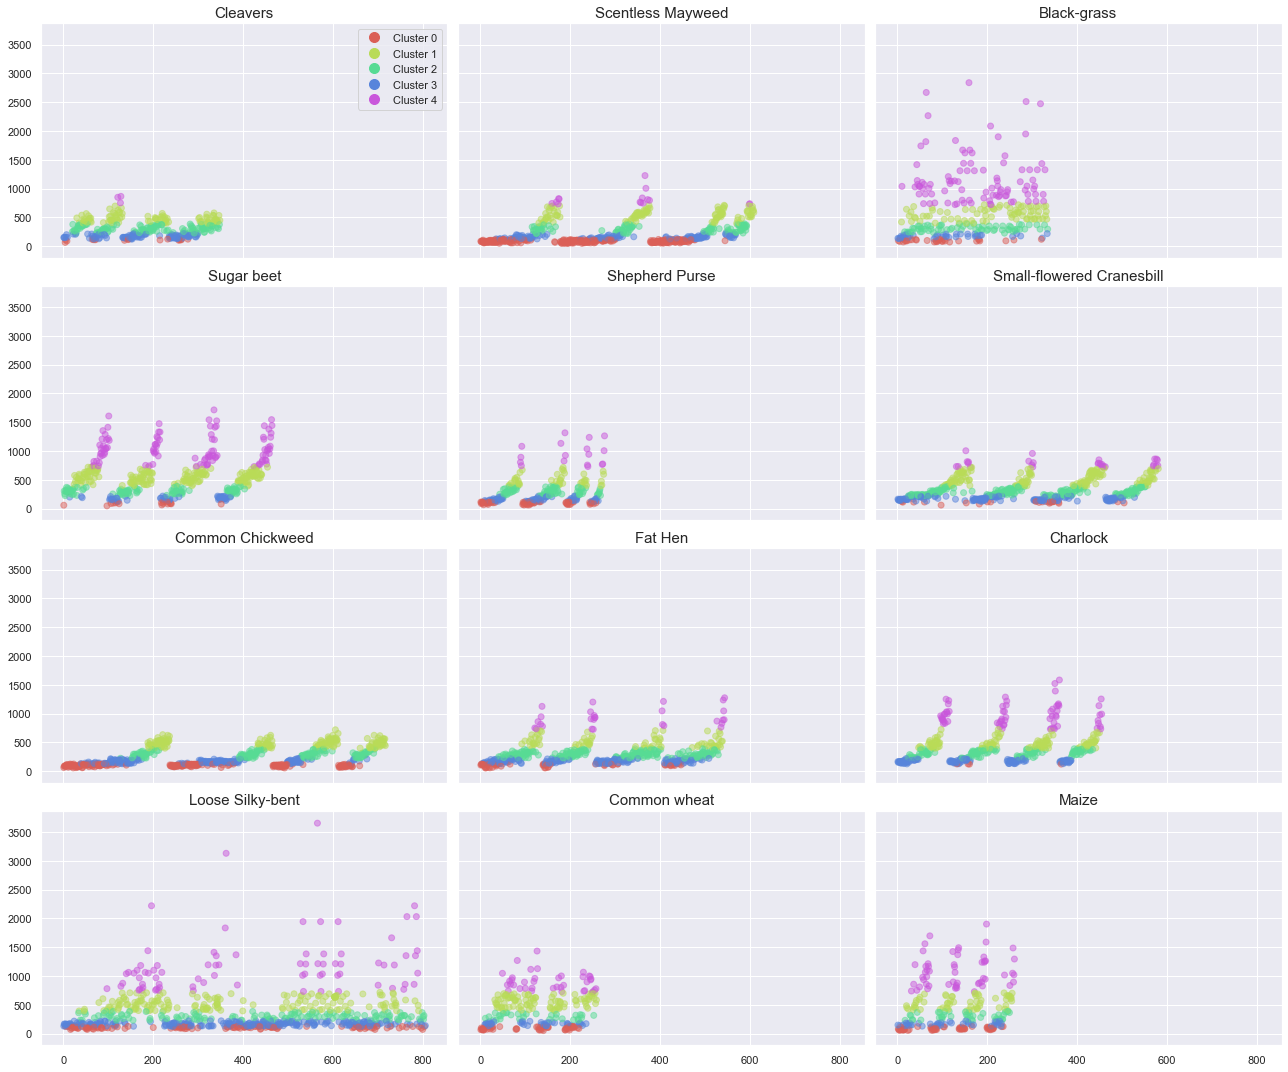 Cleavers
Scentless Mayweed
Black-grass
3500
3000
2500
2000
1500
1000
500
0
Cluster 0
Cluster 1
Cluster 2
Cluster 3
Cluster 4
Sugar beet
Shepherd Purse
Small-flowered Cranesbill
3500
3000
2500
2000
1500
1000
500
0
Common Chickweed
Fat Hen
Charlock
3500
3000
2500
2000
1500
1000
500
0
Loose Silky-bent
Common wheat
Maize
3500
3000
2500
2000
1500
1000
500
0
0 200 400 600 800
0 200 400 600 800
0 200 400 600 800